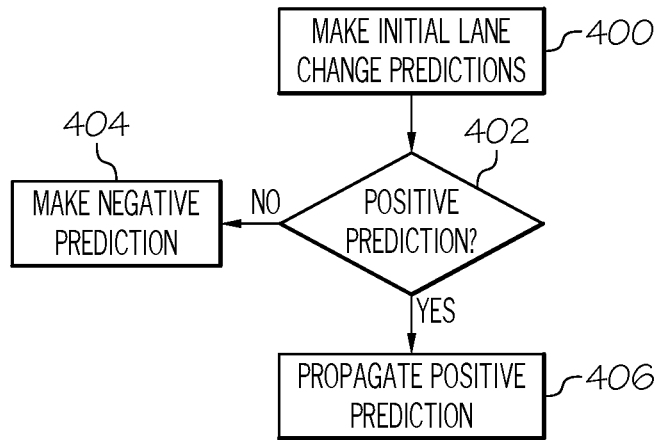 MAKE INITIAL LANE
CHANGE PREDICTIONS
400
402
404
MAKE NEGATIVE
PREDICTION
NO
POSITIVE
PREDICTION?
YES
PROPAGATE POSITIVE
PREDICTION
406